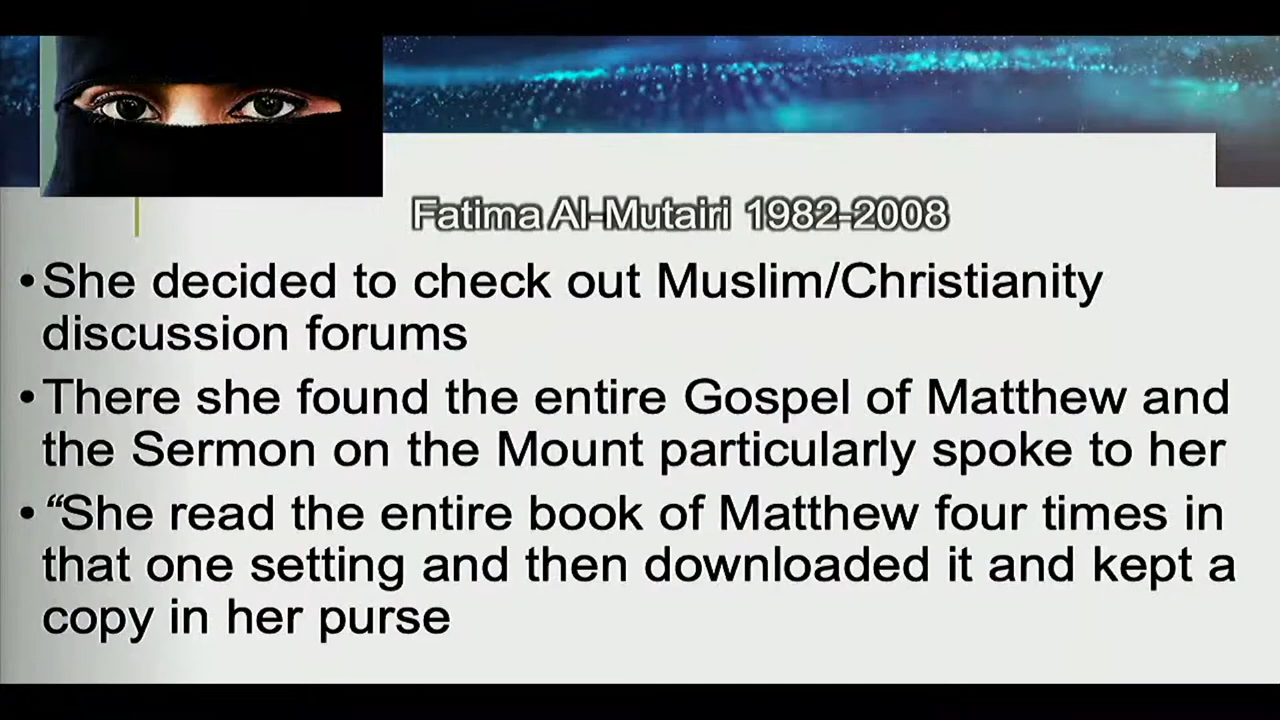 Fatima Al-Mutairi 1982-2008
•She decided to check out Muslim/Christianity
discussion forums
•There she found the entire Gospel of Matthew and
the Sermon on the Mount particularly spoke to her
•“She read the entire book of Matthew four times in
that one setting and then downloaded it and kept a
copy in her purse